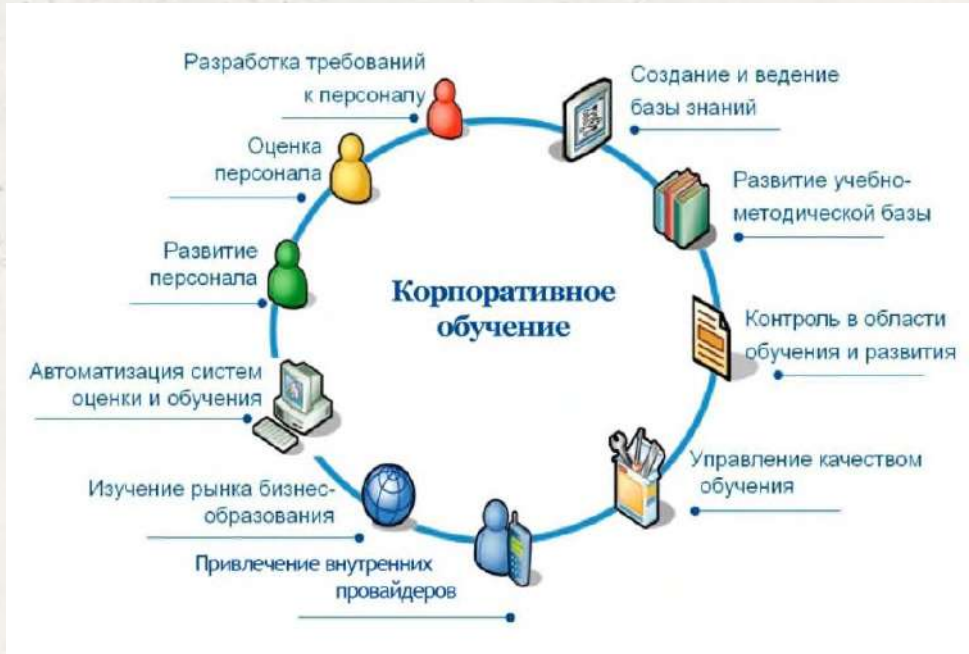 Разработка требований
к персоналу
Создание и ведение
базы знаний
Оценка
персонала
Развитие учебно-
методической базы
Развитие
персонала
Корпоративное
обучение
Контроль в области
обучения и развития
Автоматизация систем
оценки и обучения
Управление качеством
обучения
Изучение рынка бизнес-
образования
Привлечение внутренних
провайдеров